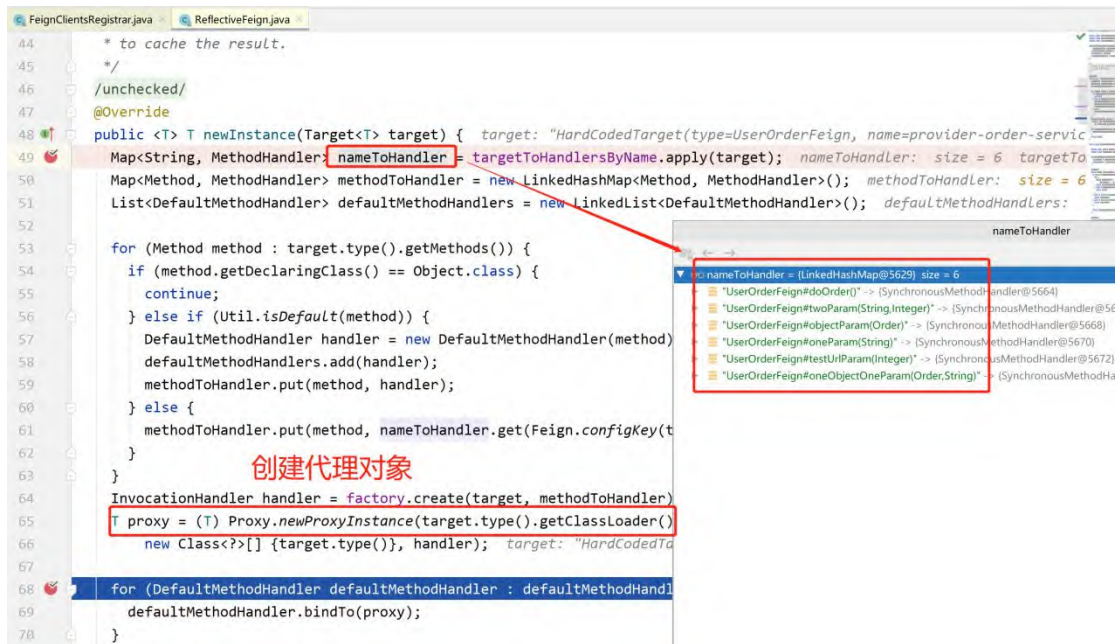 FeignClientsRegistrar.java ReflectiveFeign.java
44 * to cache the result.
45 */
46 /unchecked/
47 @Override
48 public <T> T newInstance(Target<T> target) { target: "HardCodedTarget(type=UserOrderFeign, name=provider-order-servic
49 Map<String, MethodHandler> nameToHandler = targetToHandlersByName.apply(target); nameToHandler: size = 6 targetTo
50 Map<Method, MethodHandler> methodToHandler = new LinkedHashMap<Method, MethodHandler>(); methodToHandler: size = 6
51 List<DefaultMethodHandler> defaultMethodHandlers = new LinkedList<DefaultMethodHandler>(); defaultMethodHandlers:
52
nameToHandler
53 for (Method method : target.type().getMethods()) {
54 if (method.getDeclaringClass() == Object.class) {
55 continue;
56 } else if (Util.isDefault(method)) {
57 DefaultMethodHandler handler = new DefaultMethodHandler(method)
58 defaultMethodHandlers.add(handler);
59 methodToHandler.put(method, handler);
60 } else {
61 methodToHandler.put(method, nameToHandler.get(Feign.configKey(t
62 }
63 }
创建代理对象
64 InvocationHandler handler = factory.create(target, methodToHandler)
65 T proxy = (T) Proxy.newProxyInstance(target.type().getClassLoader()
66 new Class<?>[] {target.type()}, handler); target: "HardCodedTa
67
68 for (DefaultMethodHandler defaultMethodHandler : defaultMethodHandl
69 defaultMethodHandler.bindTo(proxy);
70 }
nameToHandler = {LinkedHashMap@5629} size = 6
"UserOrderFeign#doOrder()" -> {SynchronousMethodHandler@5664}
"UserOrderFeign#twoParam(String,Integer)" -> {SynchronousMethodHandler@56
"UserOrderFeign#objectParam(Order)" -> {SynchronousMethodHandler@5668}
"UserOrderFeign#oneParam(String)" -> {SynchronousMethodHandler@5670}
"UserOrderFeign#testUrlParam(Integer)" -> {SynchronousMethodHandler@5672}
"UserOrderFeign#oneObjectOneParam(Order,String)" -> {SynchronousMethodHa